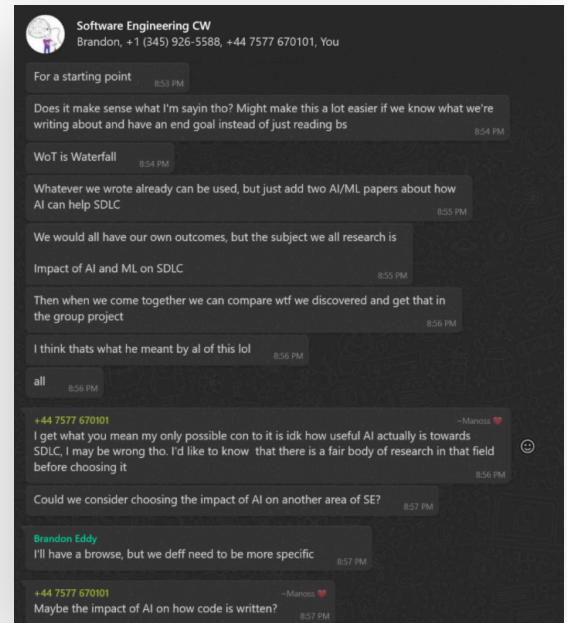 Software Engineering CW
Brandon, +1 (345) 926-5588, +44 7577 670101, You
For a starting point
8:53 PM
Does it make sense what I'm sayin tho? Might make this a lot easier if we know what we're
writing about and have an end goal instead of just reading bs
8:54 PM
WoT is Waterfall
8:54 PM
Whatever we wrote already can be used, but just add two AI/ML papers about how
AI can help SDLC
8:55 PM
We would all have our own outcomes, but the subject we all research is
Impact of AI and ML on SDLC
8:55 PM
Then when we come together we can compare wtf we discovered and get that in
the group project
8:56 PM
I think thats what he meant by al of this lol
8:56 PM
all
8:56 PM
+44 7577 670101
~Manoss ❤️
I get what you mean my only possible con to it is idk how useful AI actually is towards
SDLC, I may be wrong tho. I'd like to know  that there is a fair body of research in that field
before choosing it
8:56 PM
Could we consider choosing the impact of AI on another area of SE?
8:57 PM
Brandon Eddy
I'll have a browse, but we deff need to be more specific
8:57 PM
+44 7577 670101
~Manoss ❤️
Maybe the impact of AI on how code is written?
8:57 PM